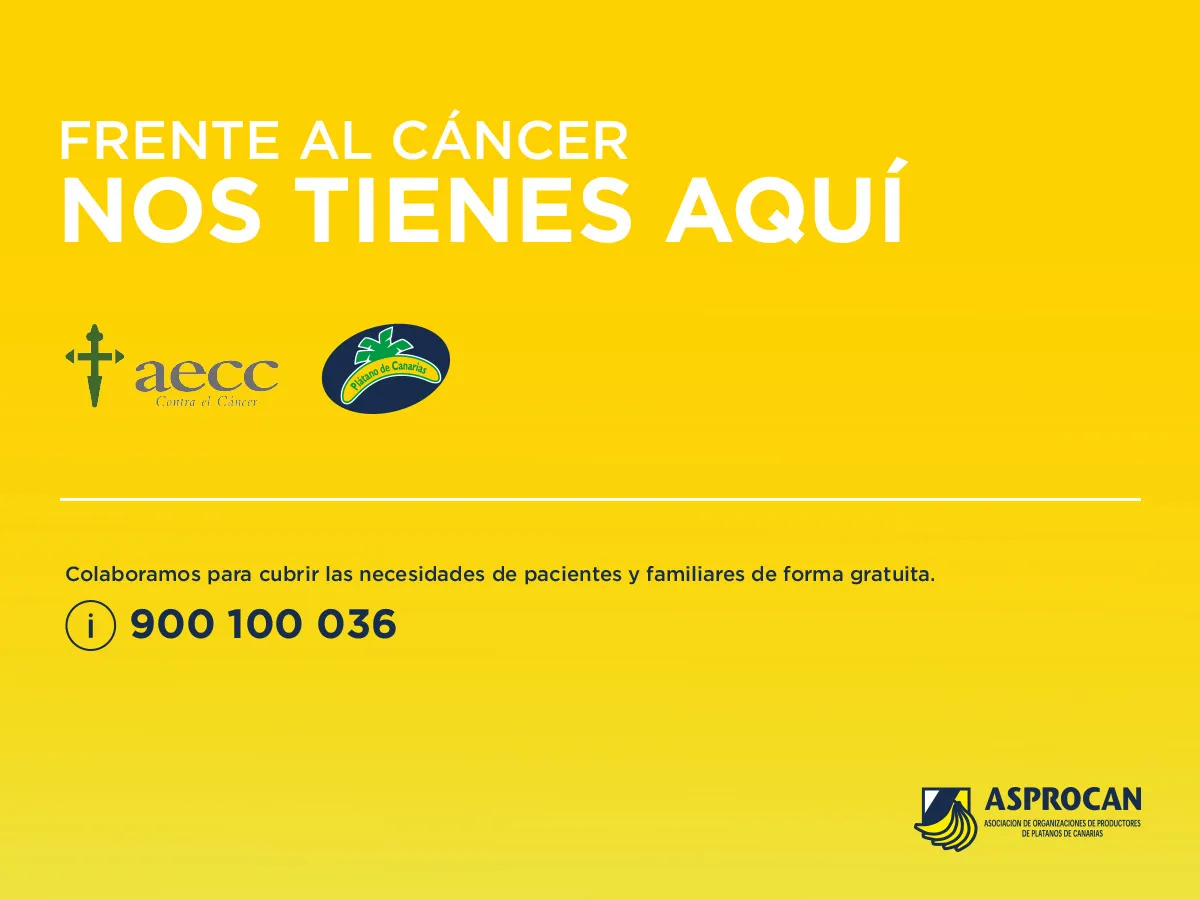 FRENTE AL CÁNCER
NOS TIENES AQUÍ
aecc
Contra el Cáncer
Plátano de Canarias
Colaboramos para cubrir las necesidades de pacientes y familiares de forma gratuita.
i 900 100 036
ASPROCAN
ASOCIACION DE ORGANIZACIONES DE PRODUCTORES
DE PLATANOS DE CANARIAS